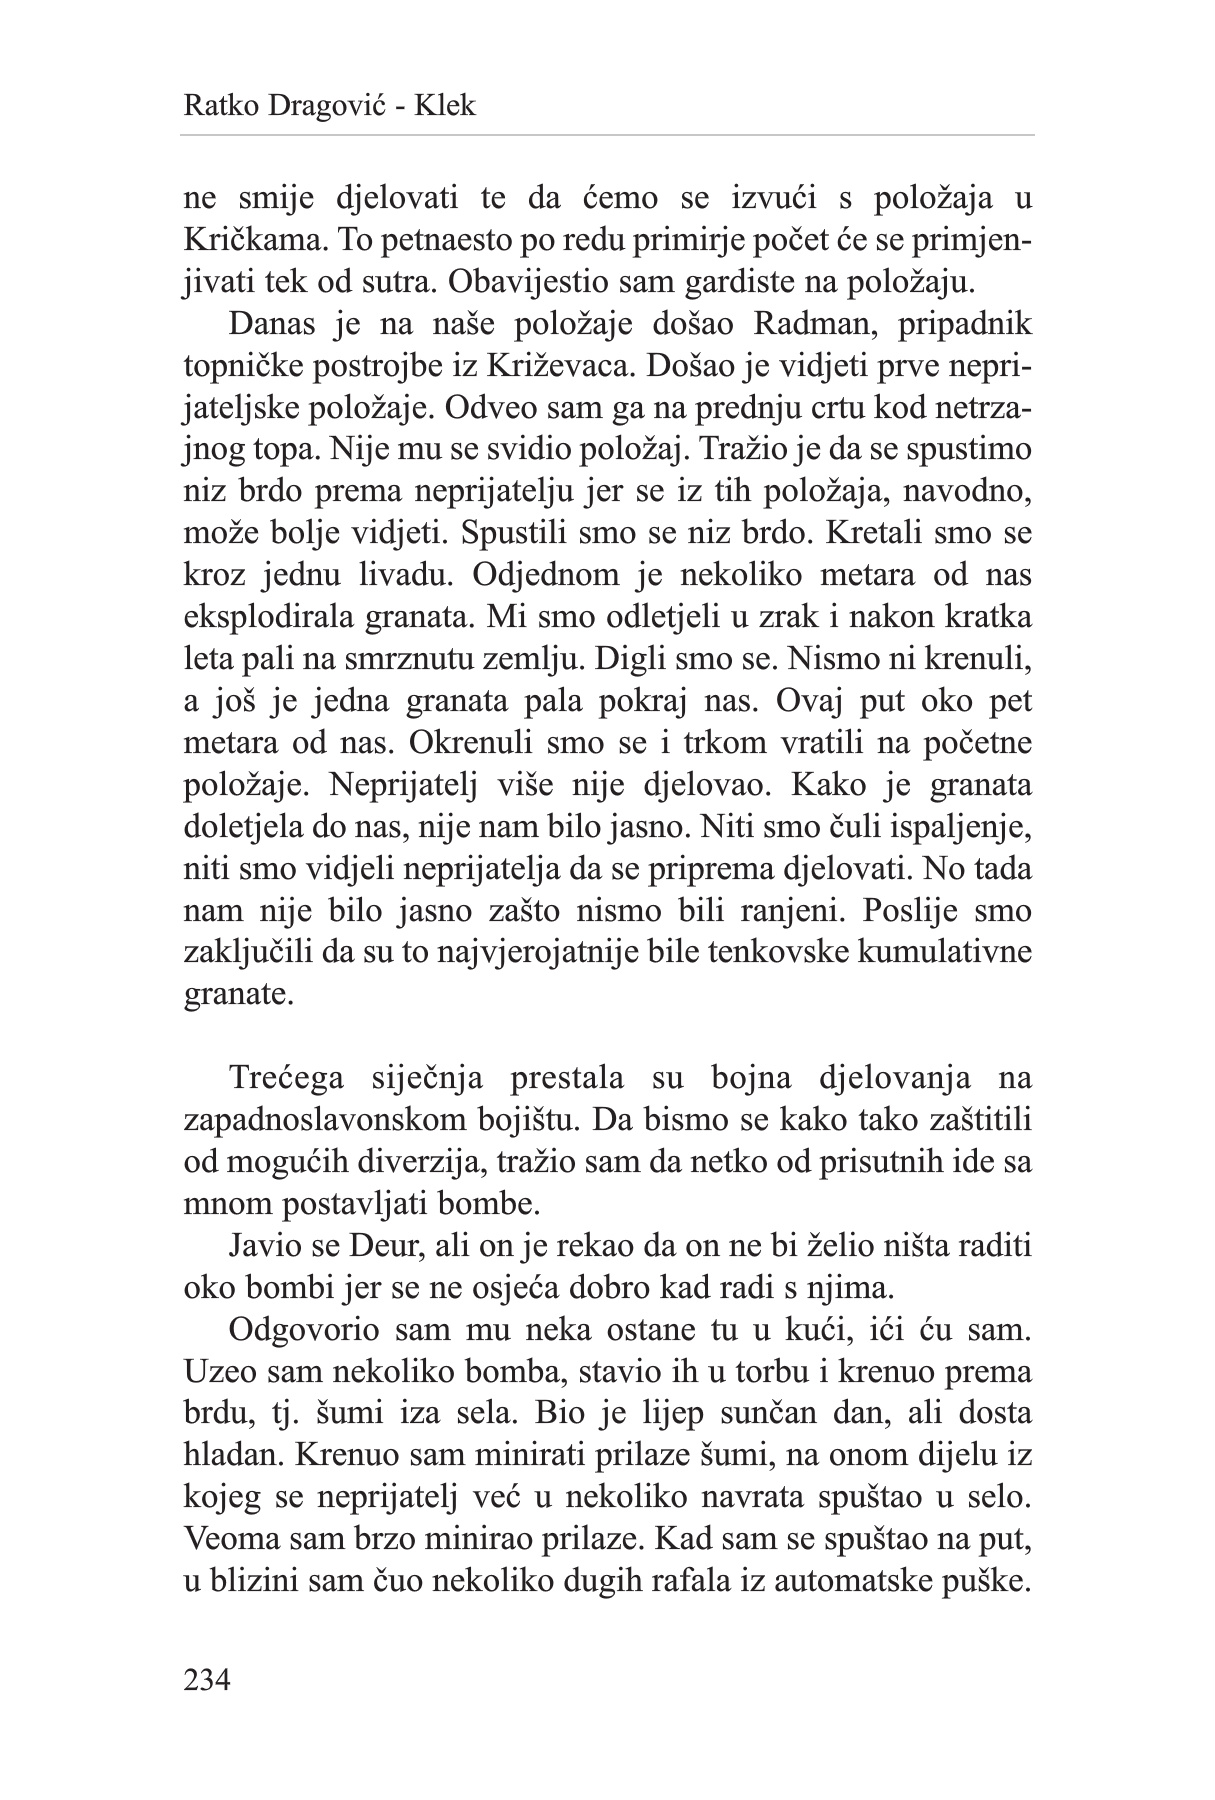 Ratko Dragović - Klek
ne smije djelovati te da ćemo se izvući s položaja u
Kričkama. To petnaesto po redu primirje počet će se primjen-
jivati tek od sutra. Obavijestio sam gardiste na položaju.
Danas je na naše položaje došao Radman, pripadnik
topničke postrojbe iz Križevaca. Došao je vidjeti prve nepri-
jateljske položaje. Odveo sam ga na prednju crtu kod netrza-
jnog topa. Nije mu se svidio položaj. Tražio je da se spustimo
niz brdo prema neprijatelju jer se iz tih položaja, navodno,
može bolje vidjeti. Spustili smo se niz brdo. Kretali smo se
kroz jednu livadu. Odjednom je nekoliko metara od nas
eksplodirala granata. Mi smo odletjeli u zrak i nakon kratka
leta pali na smrznutu zemlju. Digli smo se. Nismo ni krenuli,
a još je jedna granata pala pokraj nas. Ovaj put oko pet
metara od nas. Okrenuli smo se i trkom vratili na početne
položaje. Neprijatelj više nije djelovao. Kako je granata
doletjela do nas, nije nam bilo jasno. Niti smo čuli ispaljenje,
niti smo vidjeli neprijatelja da se priprema djelovati. No tada
nam nije bilo jasno zašto nismo bili ranjeni. Poslije smo
zaključili da su to najvjerojatnije bile tenkovske kumulativne
granate.
Trećega siječnja prestala su bojna djelovanja na
zapadnoslavonskom bojištu. Da bismo se kako tako zaštitili
od mogućih diverzija, tražio sam da netko od prisutnih ide sa
mnom postavljati bombe.
Javio se Deur, ali on je rekao da on ne bi želio ništa raditi
oko bombi jer se ne osjeća dobro kad radi s njima.
Odgovorio sam mu neka ostane tu u kući, ići ću sam.
Uzeo sam nekoliko bomba, stavio ih u torbu i krenuo prema
brdu, tj. šumi iza sela. Bio je lijep sunčan dan, ali dosta
hladan. Krenuo sam minirati prilaze šumi, na onom dijelu iz
kojeg se neprijatelj već u nekoliko navrata spuštao u selo.
Veoma sam brzo minirao prilaze. Kad sam se spuštao na put,
u blizini sam čuo nekoliko dugih rafala iz automatske puške.
234